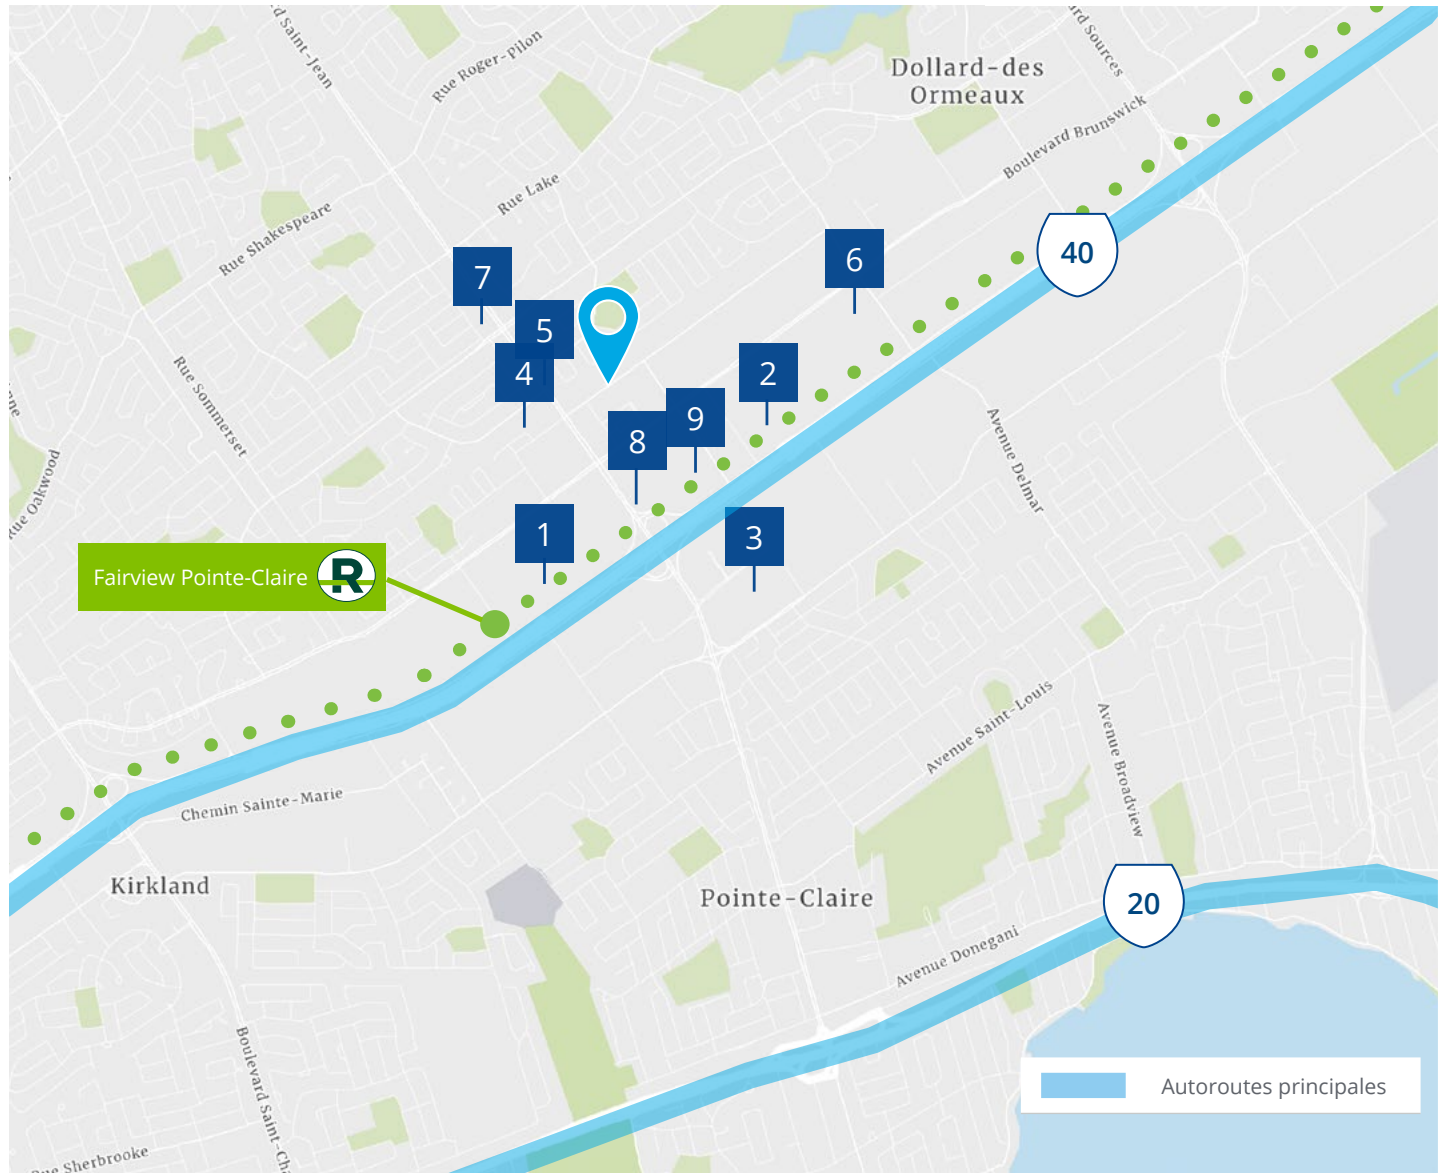 Rue Roger-Pilon
Dollard-des
Ormeaux
Boulevard Brunswick
Rue Lake
Rue Shakespeare
7
6
40
5
4
2
9
8
Rue Sommerset
Avenue Delmar
Rue Oakwood
1
3
Fairview Pointe-Claire R
Avenue Saint-Louis
Avenue Broadview
Chemin Sainte-Marie
Kirkland
Pointe-Claire
20
Avenue Donegani
Autoroutes principales